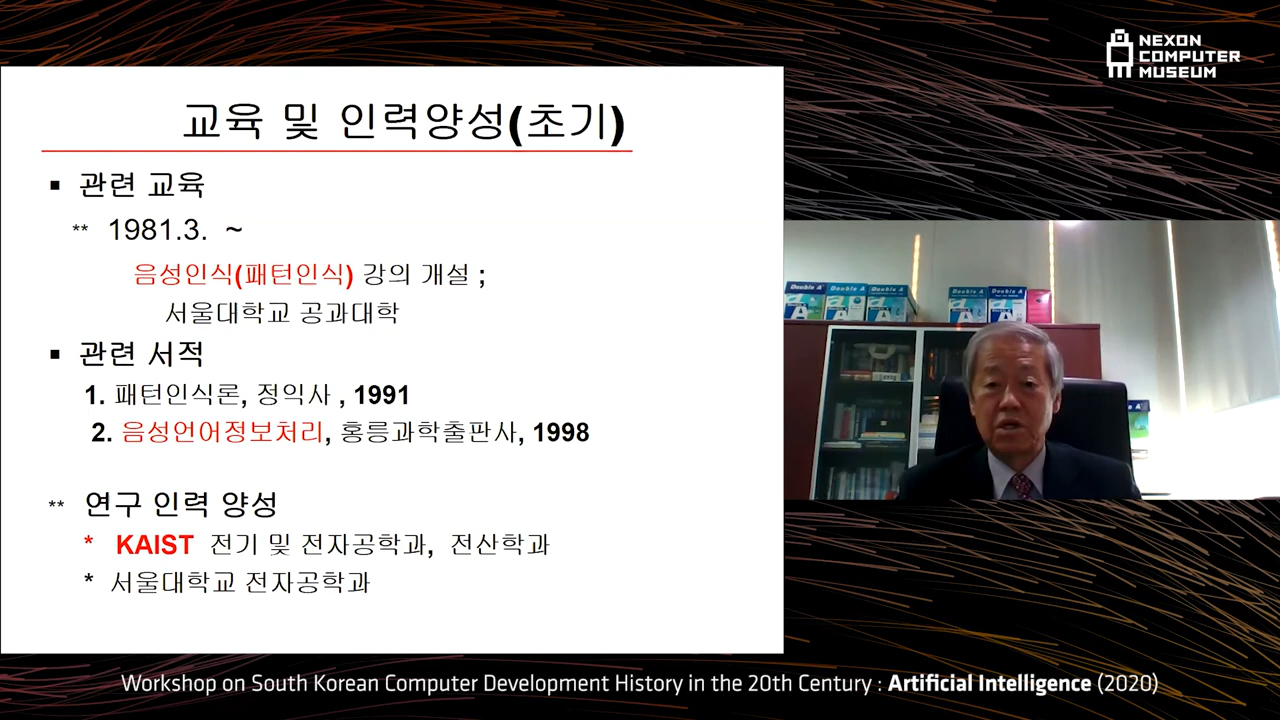 NEXON
COMPUTER
MUSEUM
교육 및 인력양성(초기)
▪ 관련 교육
** 1981.3. ~
음성인식(패턴인식) 강의 개설 ;
서울대학교 공과대학
▪ 관련 서적
1. 패턴인식론, 정익사 , 1991
2. 음성언어정보처리, 홍릉과학출판사, 1998
** 연구 인력 양성
* KAIST 전기 및 전자공학과, 전산학과
* 서울대학교 전자공학과
Double A
Double A
Double A
Double A
Double A
Workshop on South Korean Computer Development History in the 20th Century : Artificial Intelligence (2020)